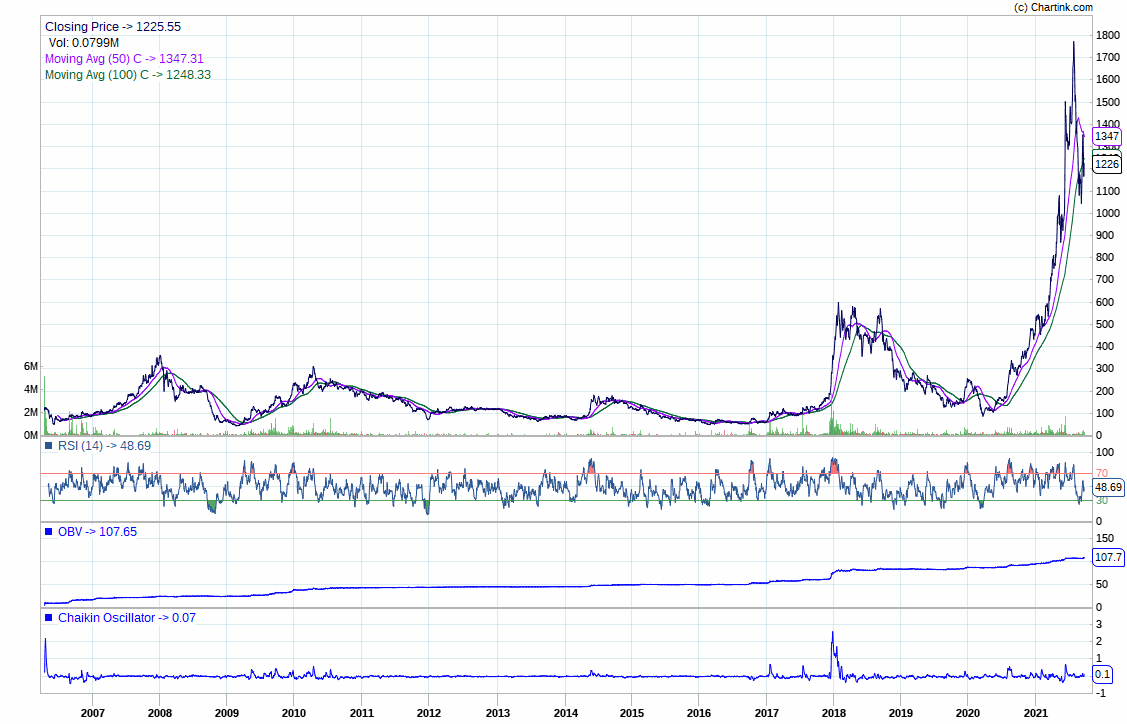 (c) Chartink.com
Closing Price -> 1225.55
Vol: 0.0799M
Moving Avg (50) C -> 1347.31
Moving Avg (100) C -> 1248.33
1800
1700
1600
1500
1400
1347
1226
1100
1000
900
800
700
600
500
400
300
200
100
0
6M
4M
2M
0M
RSI (14) -> 48.69
100
70
48.69
30
0
OBV -> 107.65
150
107.7
50
0
Chaikin Oscillator -> 0.07
3
2
1
0.1
-1
2007 2008 2009 2010 2011 2012 2013 2014 2015 2016 2017 2018 2019 2020 2021